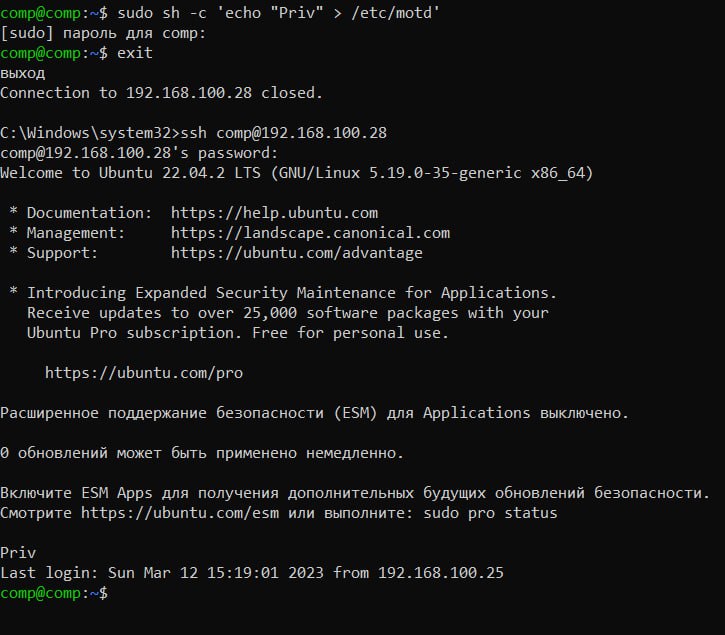 comp@comp:~$ sudo sh -c 'echo "Priv" > /etc/motd'
[sudo] пароль для comp:
comp@comp:~$ exit
выход
Connection to 192.168.100.28 closed.
C:\Windows\system32>ssh comp@192.168.100.28
comp@192.168.100.28's password:
Welcome to Ubuntu 22.04.2 LTS (GNU/Linux 5.19.0-35-generic x86_64)
* Documentation:  https://help.ubuntu.com
* Management:     https://landscape.canonical.com
* Support:        https://ubuntu.com/advantage
* Introducing Expanded Security Maintenance for Applications.
Receive updates to over 25,000 software packages with your
Ubuntu Pro subscription. Free for personal use.
https://ubuntu.com/pro
Расширенное поддержание безопасности (ESM) для Applications выключено.
0 обновлений может быть применено немедленно.
Включите ESM Apps для получения дополнительных будущих обновлений безопасности.
Смотрите https://ubuntu.com/esm или выполните: sudo pro status
Priv
Last login: Sun Mar 12 15:19:01 2023 from 192.168.100.25
comp@comp:~$